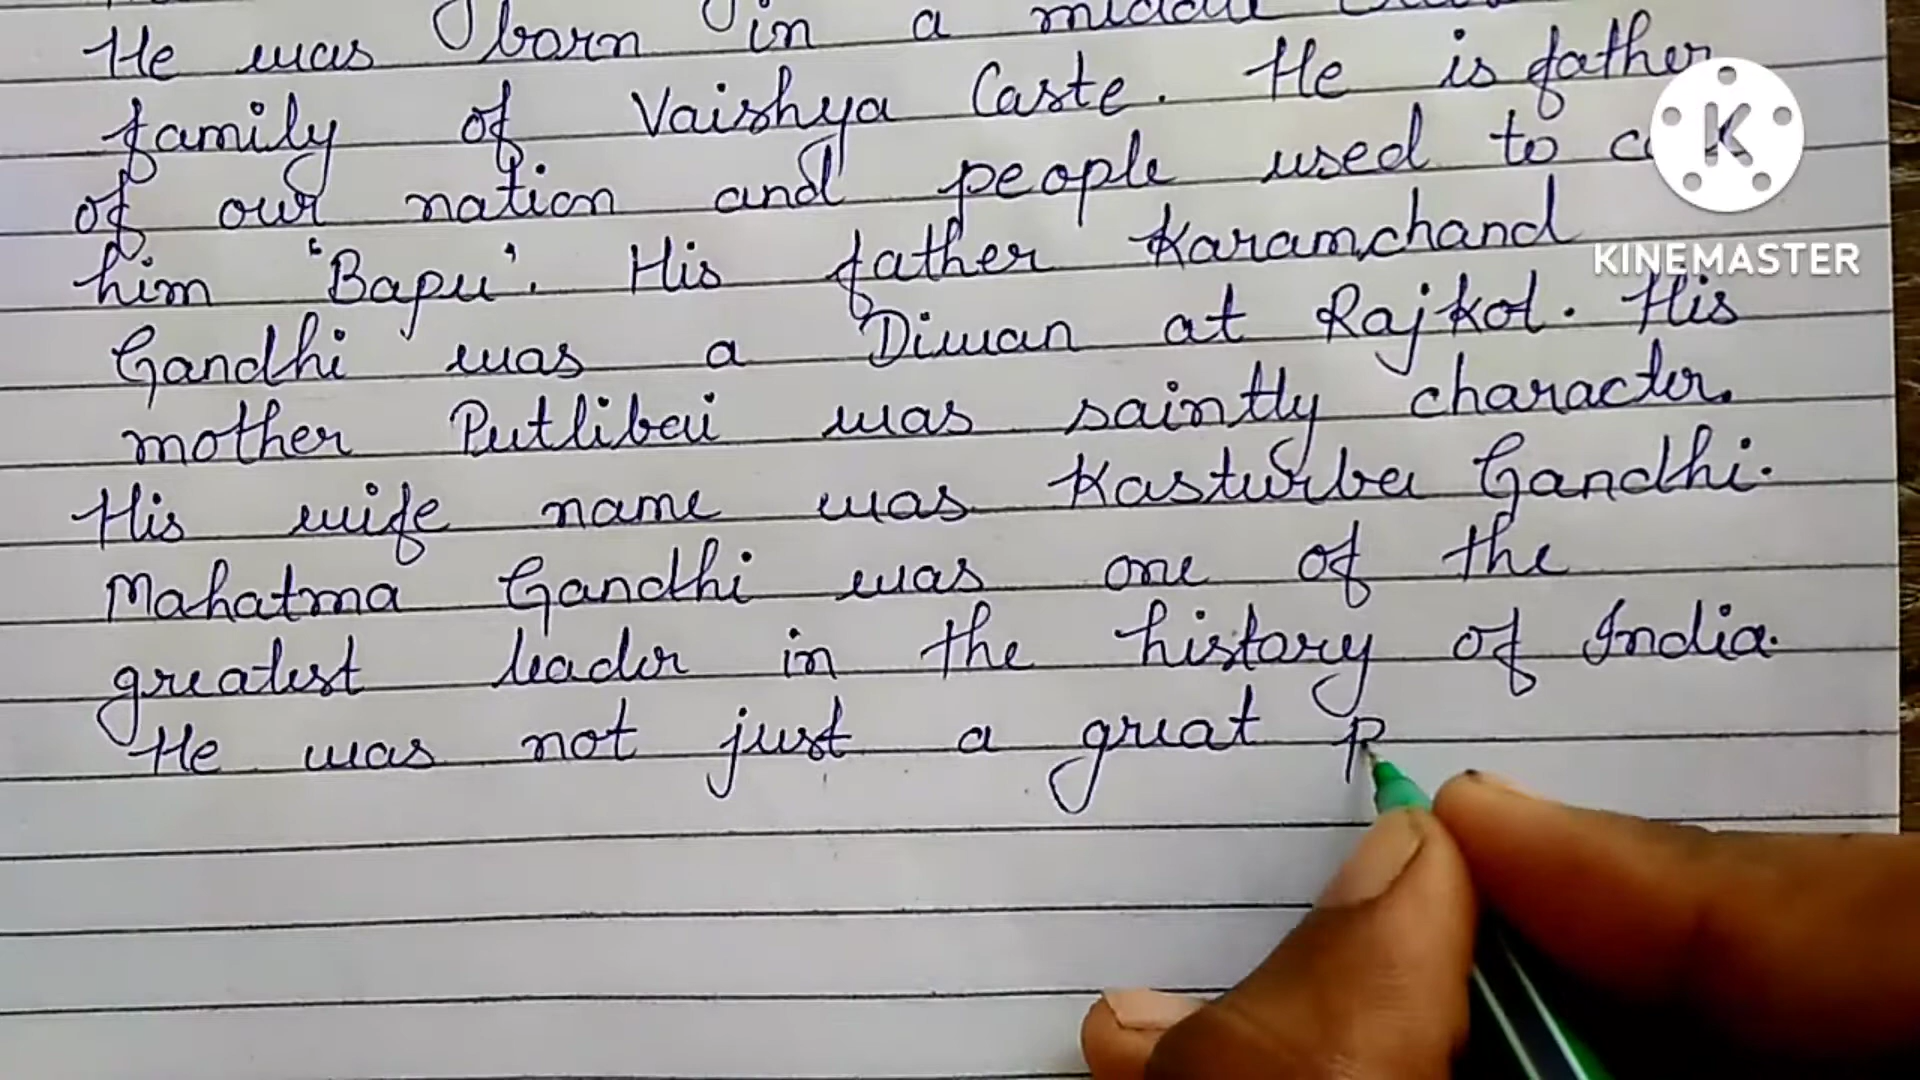 He was born in a middle
family of Vaishya Caste. He is father
of our nation and people used to
him 'Bapu'. His father Karamchand
Gandhi was a Diwan at Rajkot. His
mother Putlibai was saintly character.
His wife name was Kasturba Gandhi.
Mahatma Gandhi was one of the
greatest leader in the history of India.
He was not just a great p
K
KINEMASTER